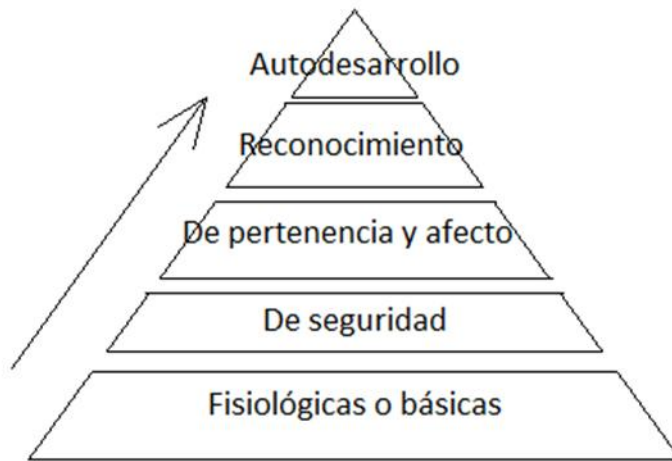 Autodesarrollo
Reconocimiento
De pertenencia y afecto
De seguridad
Fisiológicas o básicas